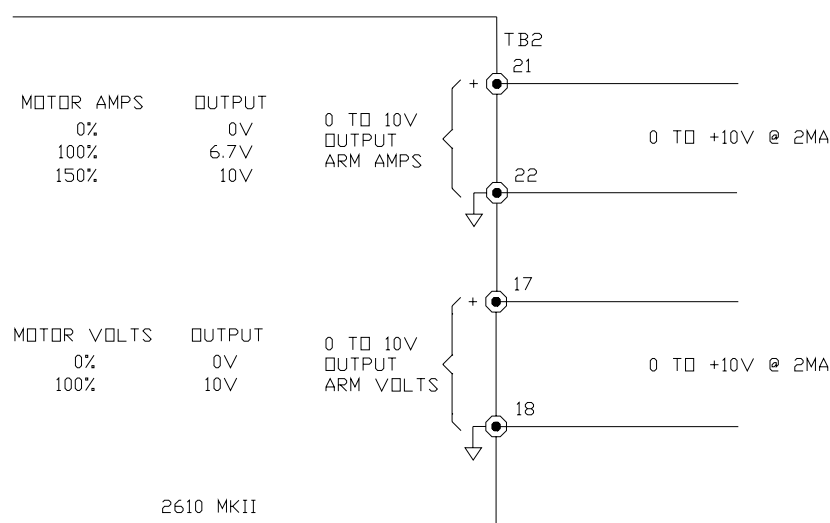 TB2
21
+
MOTOR AMPS OUTPUT
0% 0V
100% 6.7V
150% 10V
0 TO 10V
OUTPUT
ARM AMPS
0 TO +10V @ 2MA
22
17
+
MOTOR VOLTS OUTPUT
0% 0V
100% 10V
0 TO 10V
OUTPUT
ARM VOLTS
0 TO +10V @ 2MA
18
2610 MKII